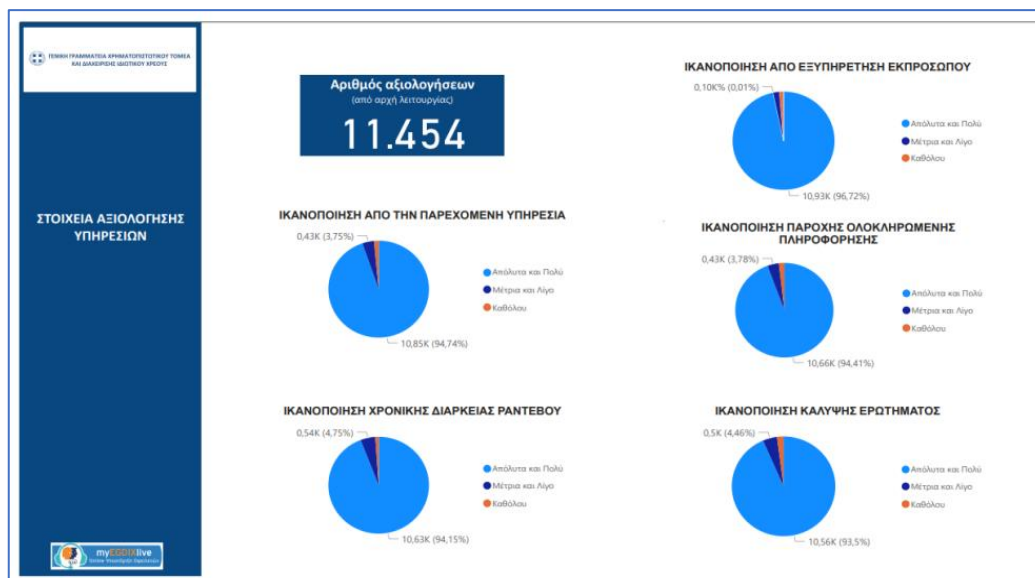 ΓΕΝΙΚΗ ΓΡΑΜΜΑΤΕΙΑ ΧΡΗΜΑΤΟΠΙΣΤΩΤΙΚΟΥ ΤΟΜΕΑ
ΚΑΙ ΔΙΑΧΕΙΡΙΣΗΣ ΙΔΙΩΤΙΚΟΥ ΧΡΕΟΥΣ
ΣΤΟΙΧΕΙΑ ΑΞΙΟΛΟΓΗΣΗΣ
ΥΠΗΡΕΣΙΩΝ
myEGDIXlive
Αριθμός αξιολογήσεων
(από αρχή λειτουργίας)
11.454
ΙΚΑΝΟΠΟΙΗΣΗ ΑΠΟ ΕΞΥΠΗΡΕΤΗΣΗ ΕΚΠΡΟΣΩΠΟΥ
0,10K% (0,01%)
Απόλυτα και Πολύ
Μέτρια και Λίγο
Καθόλου
10,93K (96,72%)
ΙΚΑΝΟΠΟΙΗΣΗ ΑΠΟ ΤΗΝ ΠΑΡΕΧΟΜΕΝΗ ΥΠΗΡΕΣΙΑ
0,43K (3,75%)
Απόλυτα και Πολύ
Μέτρια και Λίγο
Καθόλου
10,85K (94,74%)
ΙΚΑΝΟΠΟΙΗΣΗ ΠΑΡΟΧΗΣ ΟΛΟΚΛΗΡΩΜΕΝΗΣ
ΠΛΗΡΟΦΟΡΗΣΗΣ
0,43K (3,78%)
Απόλυτα και Πολύ
Μέτρια και Λίγο
Καθόλου
10,66K (94,41%)
ΙΚΑΝΟΠΟΙΗΣΗ ΧΡΟΝΙΚΗΣ ΔΙΑΡΚΕΙΑΣ ΡΑΝΤΕΒΟΥ
0,54K (4,75%)
Απόλυτα και Πολύ
Μέτρια και Λίγο
Καθόλου
10,63K (94,15%)
ΙΚΑΝΟΠΟΙΗΣΗ ΚΑΛΥΨΗΣ ΕΡΩΤΗΜΑΤΟΣ
0,5K (4,46%)
Απόλυτα και Πολύ
Μέτρια και Λίγο
Καθόλου
10,56K (93,5%)